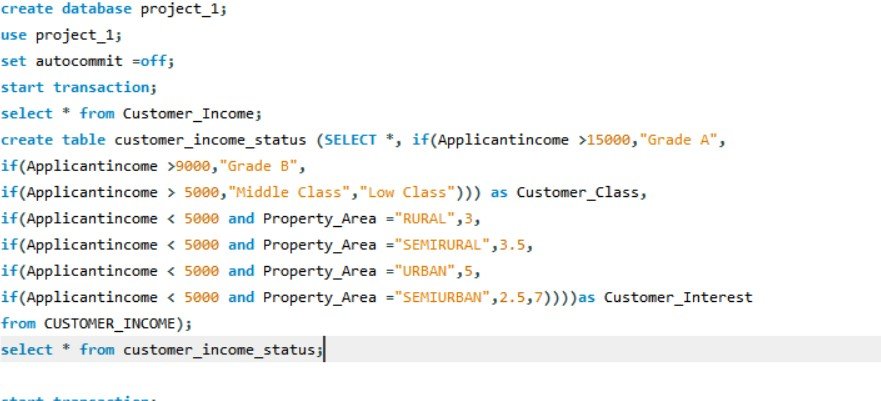 create database project_1;
use project_1;
set autocommit =off;
start transaction;
select * from Customer_Income;
create table customer_income_status (SELECT *, if(Applicantincome >15000,"Grade A",
if(Applicantincome >9000,"Grade B",
if(Applicantincome > 5000,"Middle Class","Low Class"))) as Customer_Class,
if(Applicantincome < 5000 and Property_Area ="RURAL",3,
if(Applicantincome < 5000 and Property_Area ="SEMIRURAL",3.5,
if(Applicantincome < 5000 and Property_Area ="URBAN",5,
if(Applicantincome < 5000 and Property_Area ="SEMIURBAN",2.5,7))))as Customer_Interest
from CUSTOMER_INCOME);
select * from customer_income_status;
start transaction;